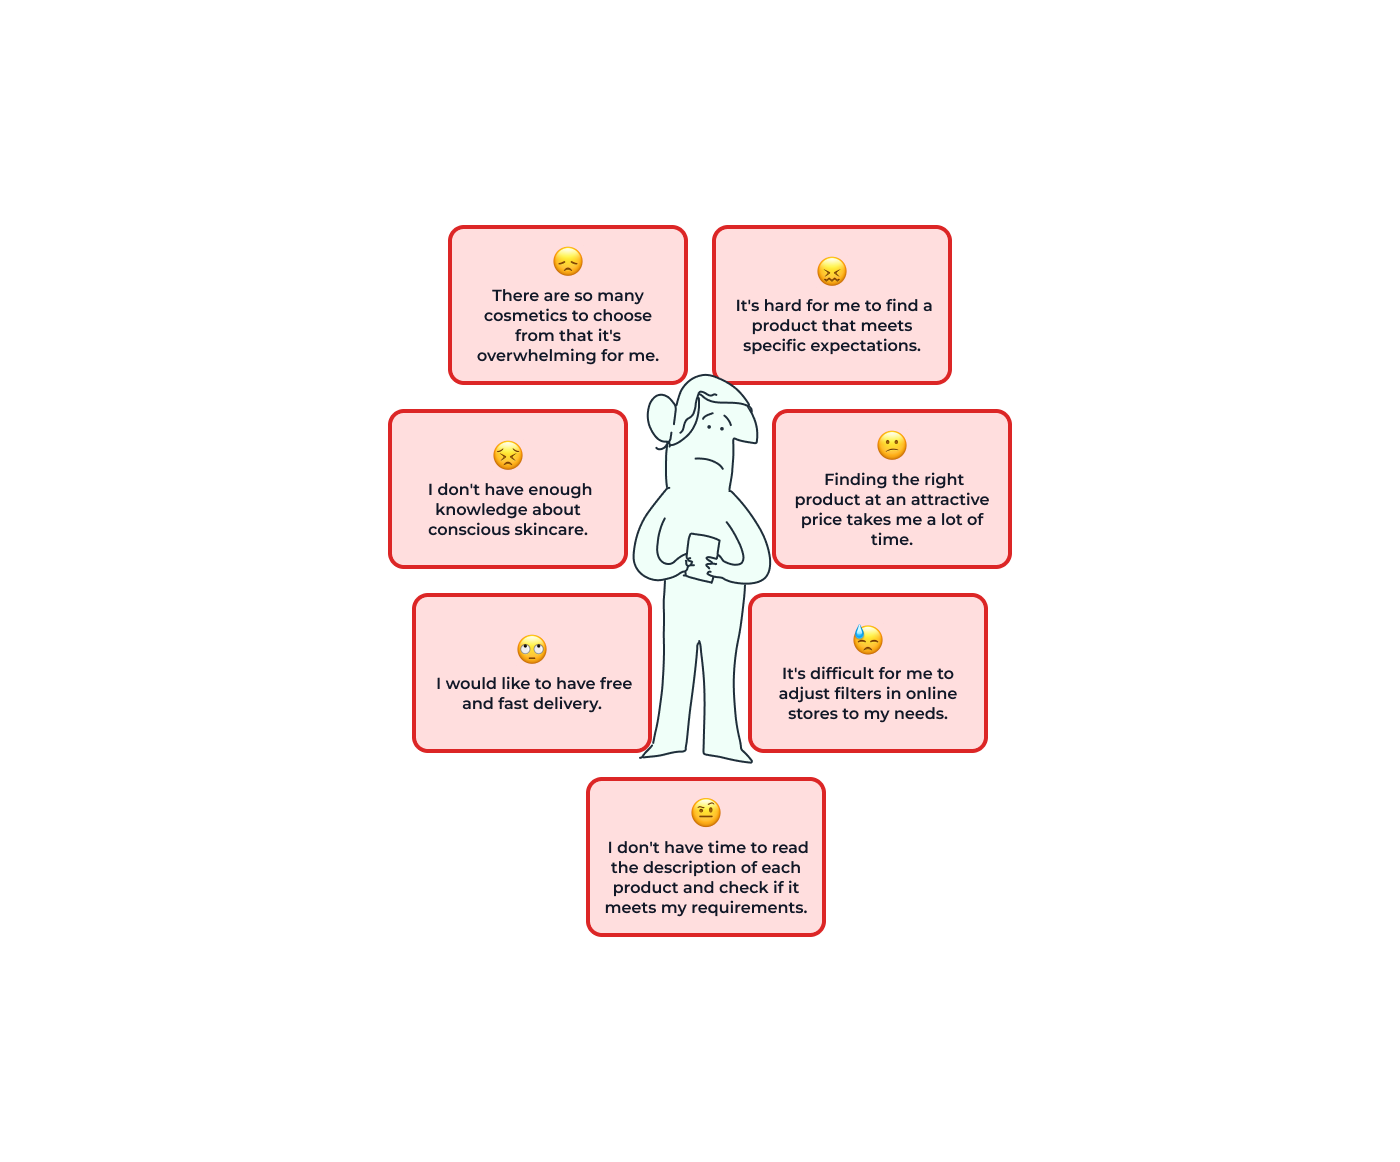 There are so many
cosmetics to choose
from that it's
overwhelming for me.
It's hard for me to find a
product that meets
specific expectations.
I don't have enough
knowledge about
conscious skincare.
Finding the right
product at an attractive
price takes me a lot of
time.
I would like to have free
and fast delivery.
It's difficult for me to
adjust filters in online
stores to my needs.
I don't have time to read
the description of each
product and check if it
meets my requirements.